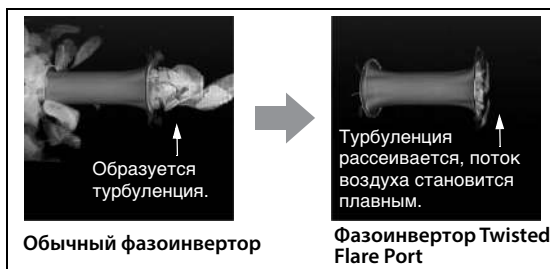 Образуется
турбуленция.
Турбуленция
рассеивается, поток
воздуха становится
плавным.
Обычный фазоинвертор
Фазоинвертор Twisted
Flare Port